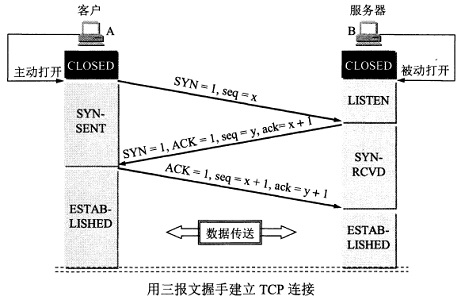 客户
服务器
A
B
主动打开
CLOSED
CLOSED
被动打开
SYN = 1, seq = x
LISTEN
SYN-
SENT
SYN = 1, ACK = 1, seq = y, ack= x + 1
SYN-
RCVD
ACK = 1, seq = x + 1, ack = y + 1
ESTAB-
LISHED
数据传送
ESTAB-
LISHED
用三报文握手建立 TCP 连接